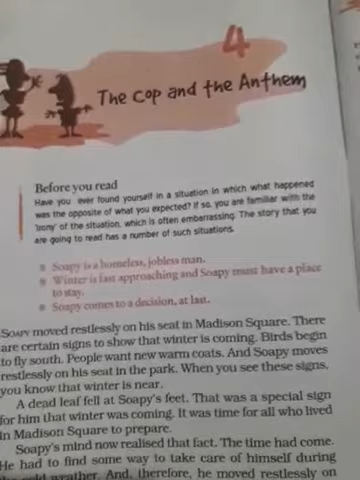 4
The Cop and the Anthem
Before you read
Have you ever found yourself in a situation in which what happened
was the opposite of what you expected? If so, you are familiar with the
'irony' of the situation, which is often embarrassing. The story that you
are going to read has a number of such situations.
Soapy is a homeless, jobless man.
Winter is fast approaching and Soapy must have a place
to stay.
Soapy comes to a decision, at last.
SOAPY moved restlessly on his seat in Madison Square. There
are certain signs to show that winter is coming. Birds begin
to fly south. People want new warm coats. And Soapy moves
restlessly on his seat in the park. When you see these signs,
you know that winter is near.
A dead leaf fell at Soapy's feet. That was a special sign
for him that winter was coming. It was time for all who lived
in Madison Square to prepare.
Soapy's mind now realised that fact. The time had come.
He had to find some way to take care of himself during
the cold weather. And, therefore, he moved restlessly on